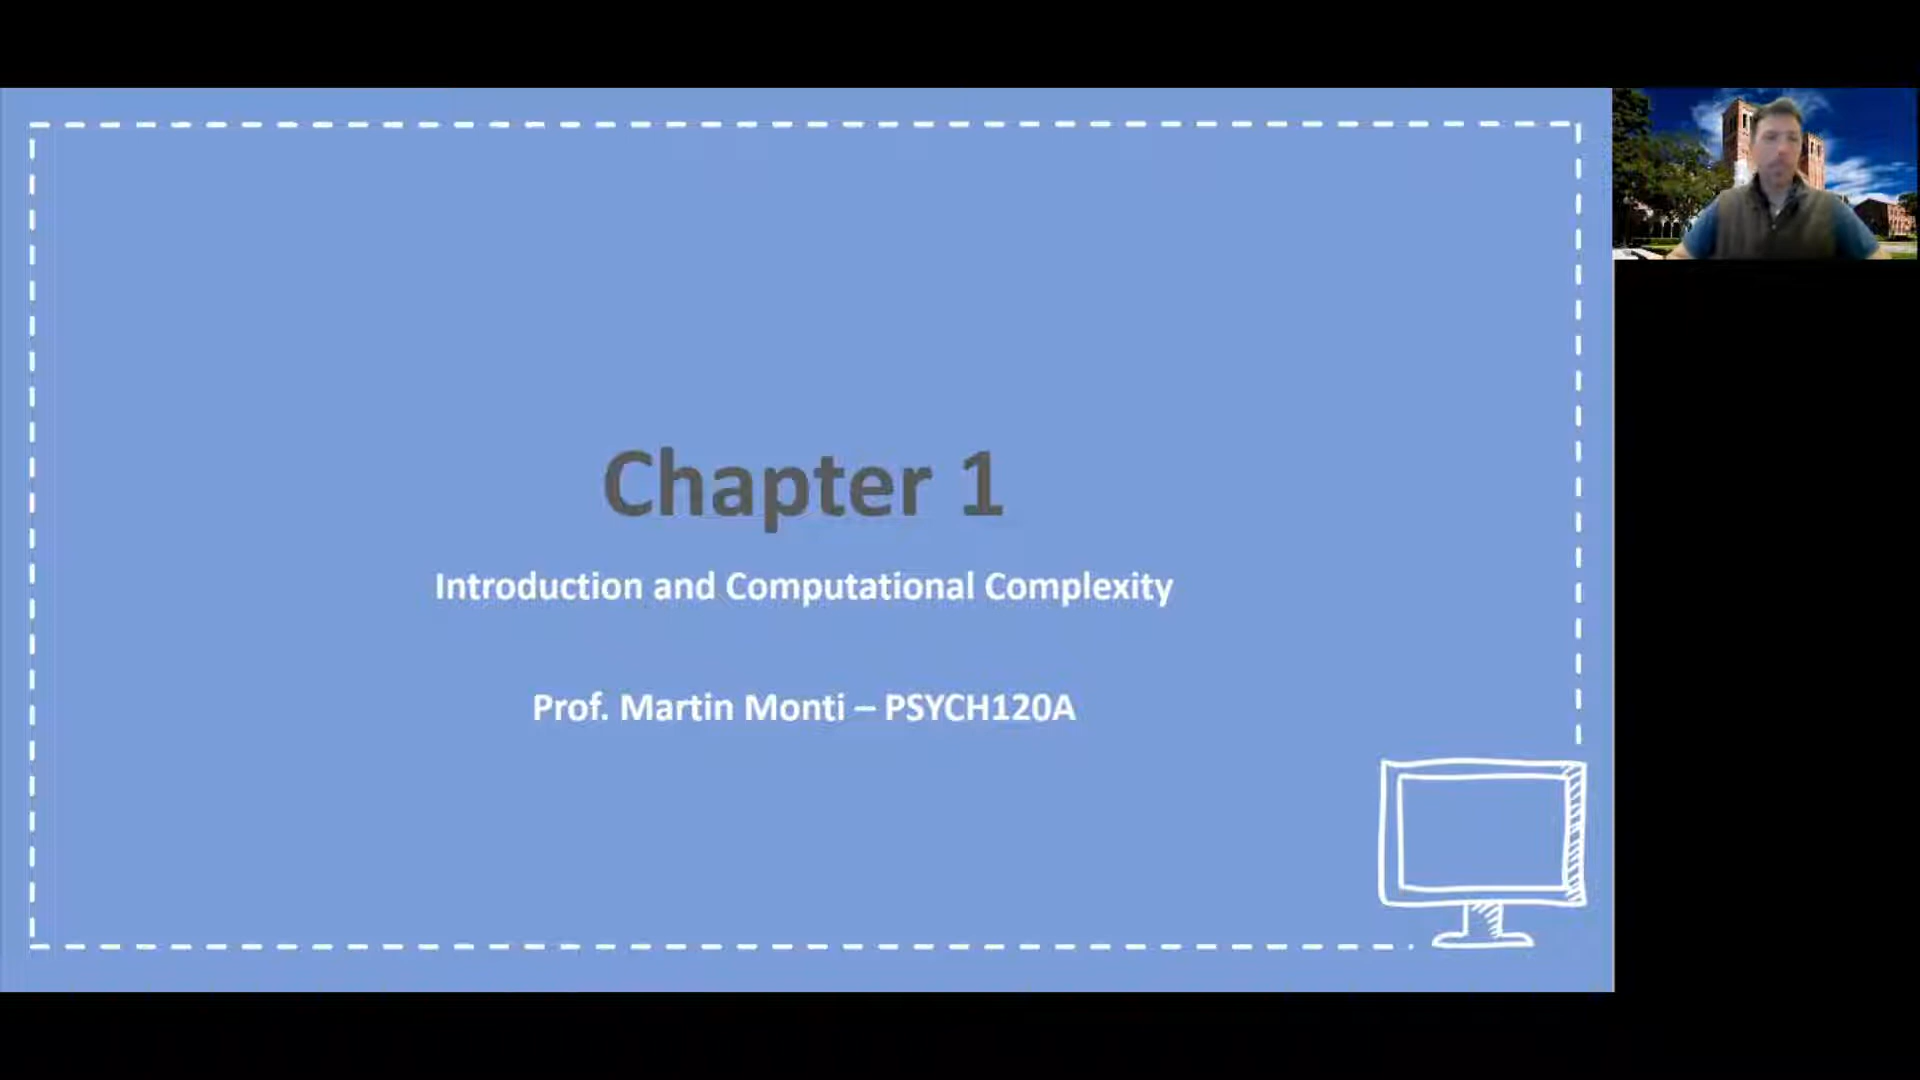 Chapter 1
Introduction and Computational Complexity
Prof. Martin Monti – PSYCH120A